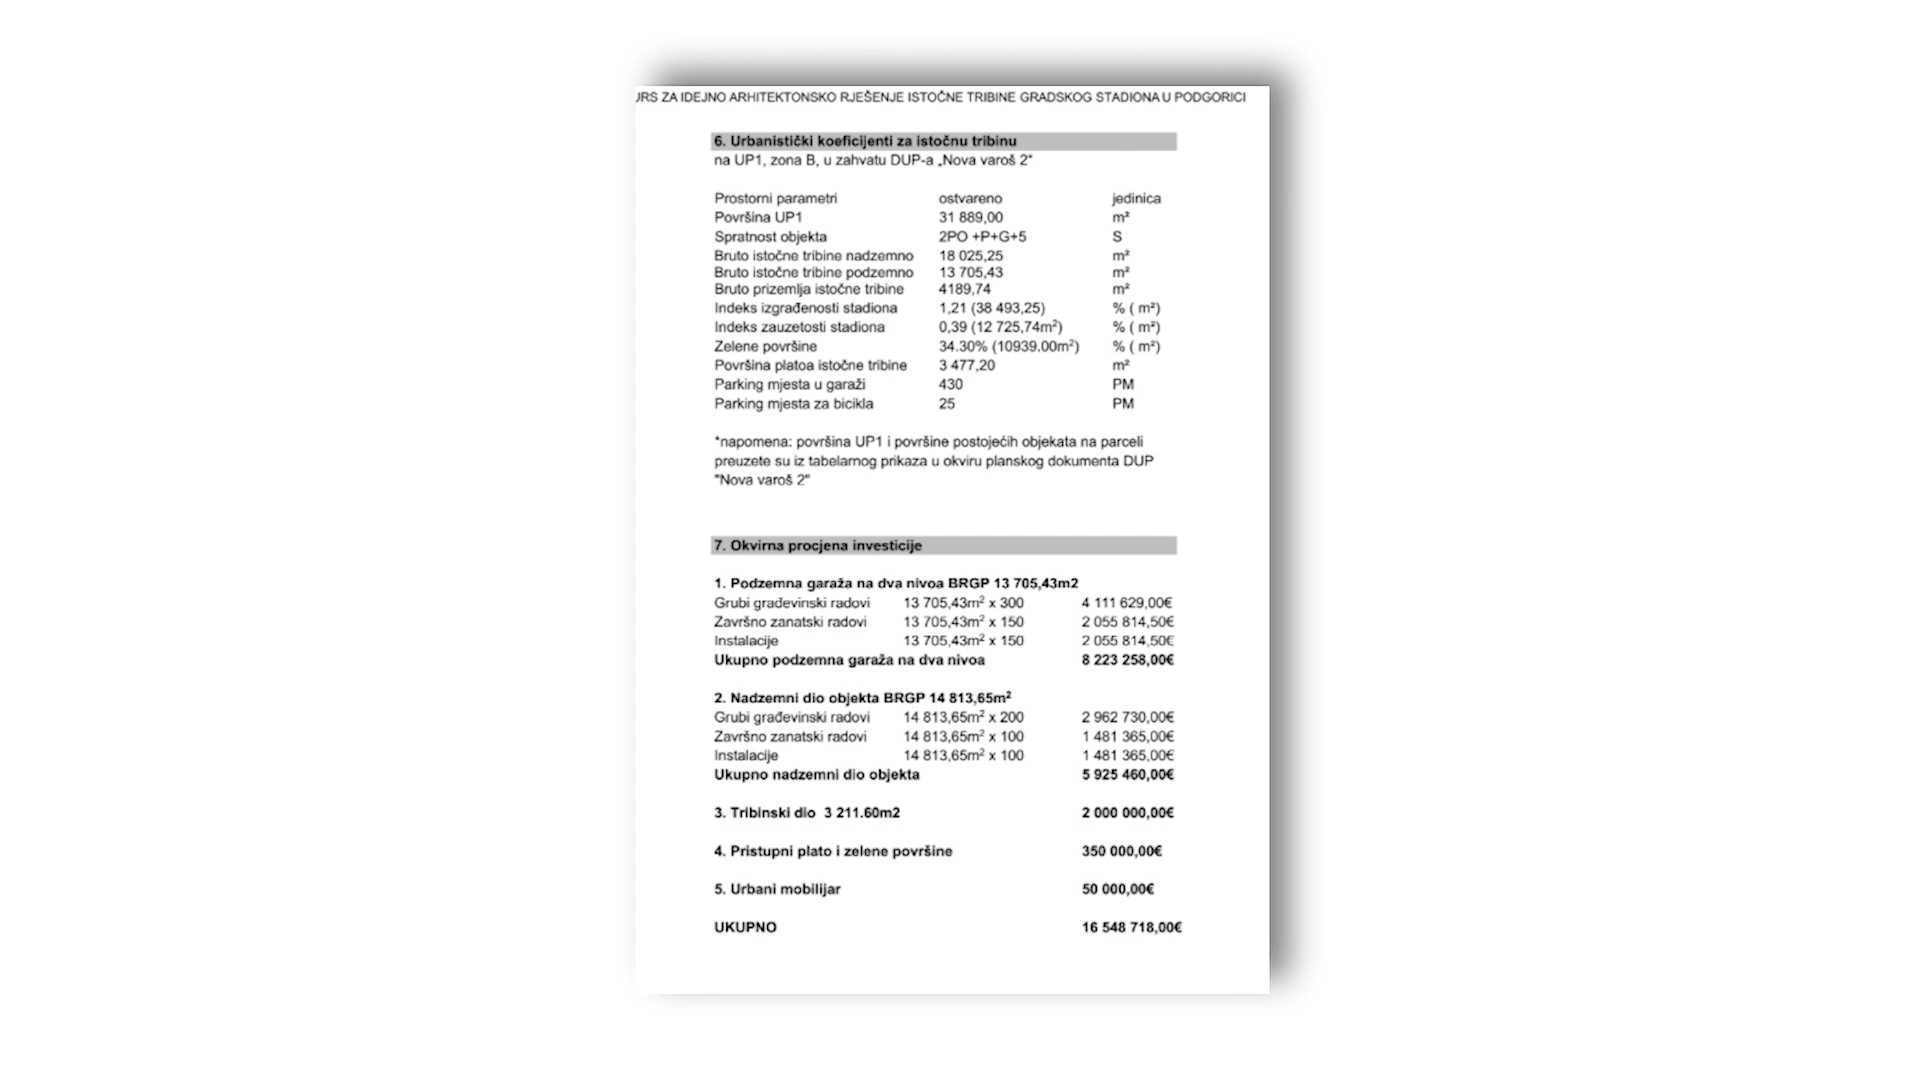 URS ZA IDEJNO ARHITEKTONSKO RJEŠENJE ISTOČNE TRIBINE GRADSKOG STADIONA U PODGORICI
6. Urbanistički koeficijenti za istočnu tribinu
na UP1, zona B, u zahvatu DUP-a „Nova varoš 2“
Prostorni parametri ostvareno jedinica
Površina UP1 31 889,00 m²
Spratnost objekta 2PO +P+G+5 S
Bruto istočne tribine nadzemno 18 025,25 m²
Bruto istočne tribine podzemno 13 705,43 m²
Bruto prizemlja istočne tribine 4189,74 m²
Indeks izgrađenosti stadiona 1,21 (38 493,25) % ( m²)
Indeks zauzetosti stadiona 0,39 (12 725,74m²) % ( m²)
Zelene površine 34.30% (10939.00m²) % ( m²)
Površina platoa istočne tribine 3 477,20 m²
Parking mjesta u garaži 430 PM
Parking mjesta za bicikla 25 PM
*napomena: površina UP1 i površine postojećih objekata na parceli
preuzete su iz tabelarnog prikaza u okviru planskog dokumenta DUP
"Nova varoš 2"
7. Okvirna procjena investicije
1. Podzemna garaža na dva nivoa BRGP 13 705,43m2
Grubi građevinski radovi 13 705,43m² x 300 4 111 629,00€
Završno zanatski radovi 13 705,43m² x 150 2 055 814,50€
Instalacije 13 705,43m² x 150 2 055 814,50€
Ukupno podzemna garaža na dva nivoa 8 223 258,00€
2. Nadzemni dio objekta BRGP 14 813,65m²
Grubi građevinski radovi 14 813,65m² x 200 2 962 730,00€
Završno zanatski radovi 14 813,65m² x 100 1 481 365,00€
Instalacije 14 813,65m² x 100 1 481 365,00€
Ukupno nadzemni dio objekta 5 925 460,00€
3. Tribinski dio 3 211.60m2 2 000 000,00€
4. Pristupni plato i zelene površine 350 000,00€
5. Urbani mobilijar 50 000,00€
UKUPNO 16 548 718,00€